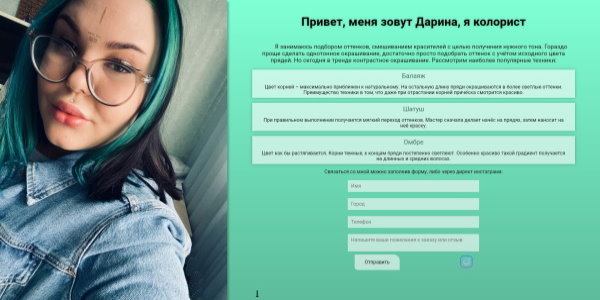 Привет, меня зовут Дарина, я колорист
Я занимаюсь подбором оттенков, смешиванием красителей с целью получения нужного тона. Гораздо
проще сделать однотонное окрашивание, достаточно просто подобрать оттенок с учётом исходного цвета
прядей. Но сегодня в тренде контрастное окрашивание. Рассмотрим наиболее популярные техники:
Балаяж
Цвет корней – максимально приближен к натуральному. На остальную длину пряди окрашиваются в более светлые оттенки.
Преимущество техники в том, что даже при отрастании корней причёска смотрится красиво.
Шатуш
При правильном выполнении получается мягкий переход оттенков. Мастер сначала делает начёс на прядях, затем наносит на
неё краску.
Омбре
Цвет как бы растягивается. Корни темные, а концам пряди постепенно светлеют. Особенно красиво такой градиент получается
на длинных и средних волосах.
Связаться со мной можно заполнив форму, либо через директ инстаграма:
Имя
Город
Телефон
Напишите ваши пожелания к заказу или отзыв
Отправить